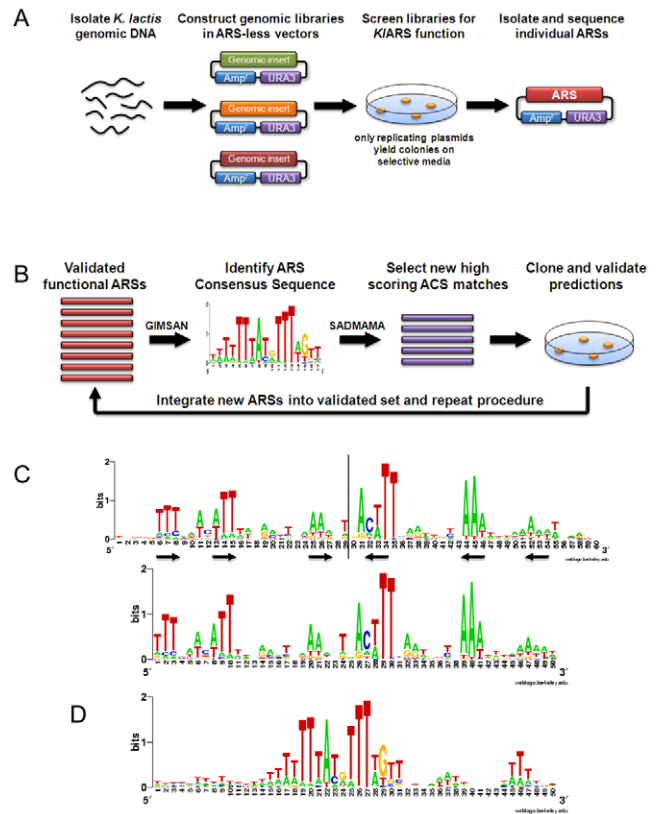 A
Isolate K. lactis
genomic DNA
Construct genomic libraries
in ARS-less vectors
Screen libraries for
KlARS function
Isolate and sequence
individual ARSs
Genomic insert
Ampr URA3
Genomic insert
Ampr URA3
Genomic insert
Ampr URA3
only replicating plasmids
yield colonies on
selective media
ARS
Ampr URA3
B
Validated
functional ARSs
Identify ARS
Consensus Sequence
Select new high
scoring ACS matches
Clone and validate
predictions
GIMSAN
SADMAMA
Integrate new ARSs into validated set and repeat procedure
C
bits
2
1
0
5′
3′
weblogo.berkeley.edu
bits
2
1
0
5′
3′
weblogo.berkeley.edu
D
bits
2
1
0
5′
3′
weblogo.berkeley.edu